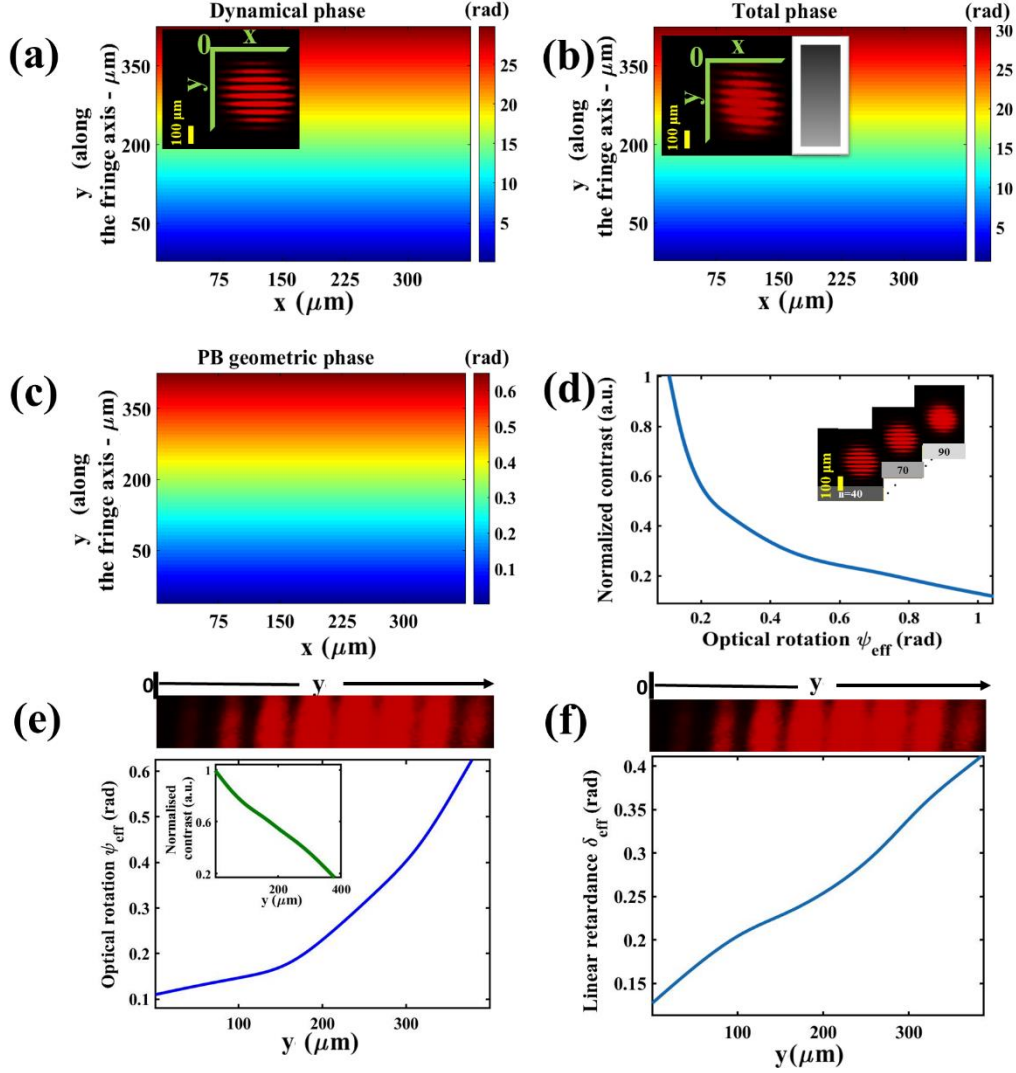 Dynamical phase (rad)
(a)
y (along
the fringe axis - μm)
350
200
50
0 x
y
100 μm
25
20
15
10
5
75 150 225 300
x (μm)
Total phase (rad)
(b)
y (along
the fringe axis - μm)
350
200
50
0 x
y
100 μm
30
25
20
15
10
5
75 150 225 300
x (μm)
PB geometric phase (rad)
(c)
y (along
the fringe axis - μm)
350
200
50
0.6
0.5
0.4
0.3
0.2
0.1
75 150 225 300
x (μm)
(d)
Normalized contrast (a.u.)
1
0.8
0.6
0.4
0.2
100 μm
n=40
70
90
0.2 0.4 0.6 0.8 1
Optical rotation ψeff (rad)
(e)
0 y
Optical rotation ψeff (rad)
0.6
0.5
0.4
0.3
0.2
0.1
Normalised
contrast (a.u.)
1
0.6
0.2
200 400
y (μm)
100 200 300
y (μm)
(f)
0 y
Linear retardance δeff (rad)
0.4
0.35
0.3
0.25
0.2
0.15
100 200 300
y(μm)